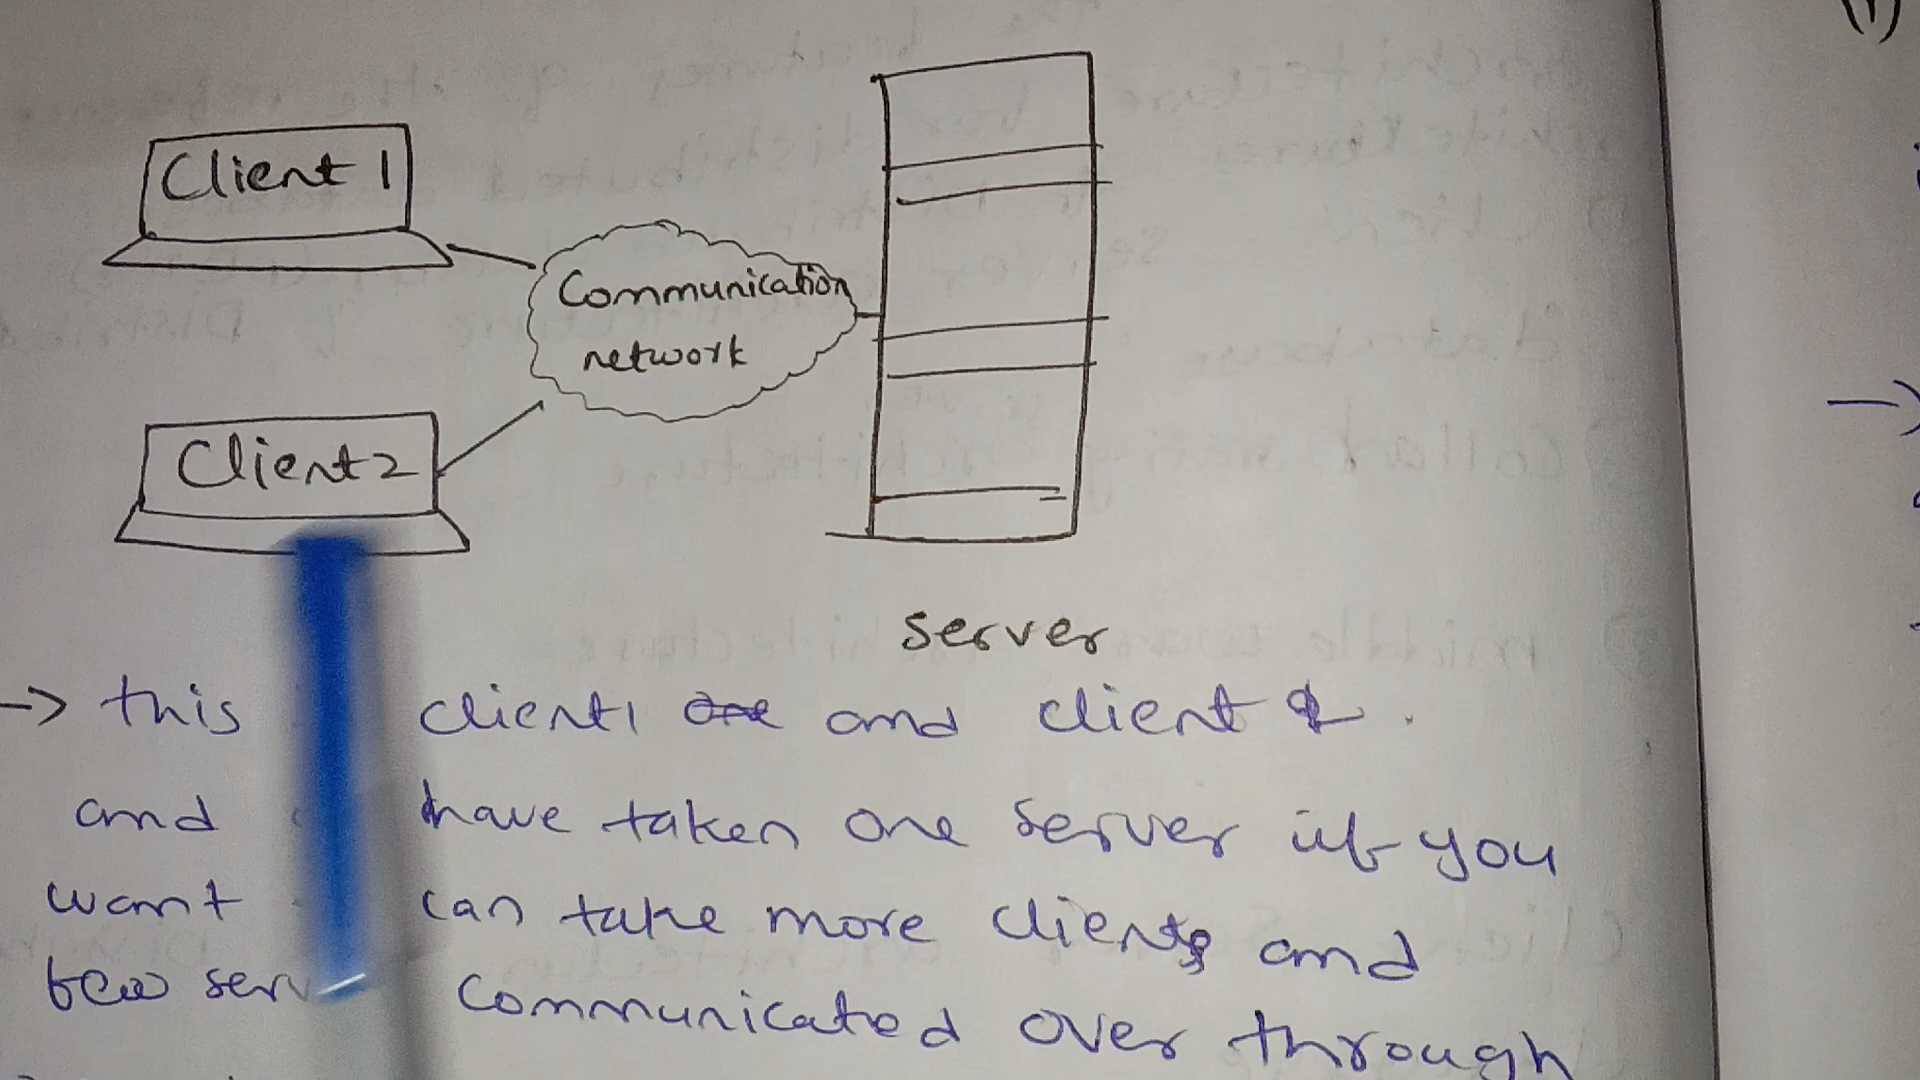 Client 1
Communication
network
Client 2
server
→ this client1 and client 2.
and have taken one server if you
want can take more clients and
few communicated over through